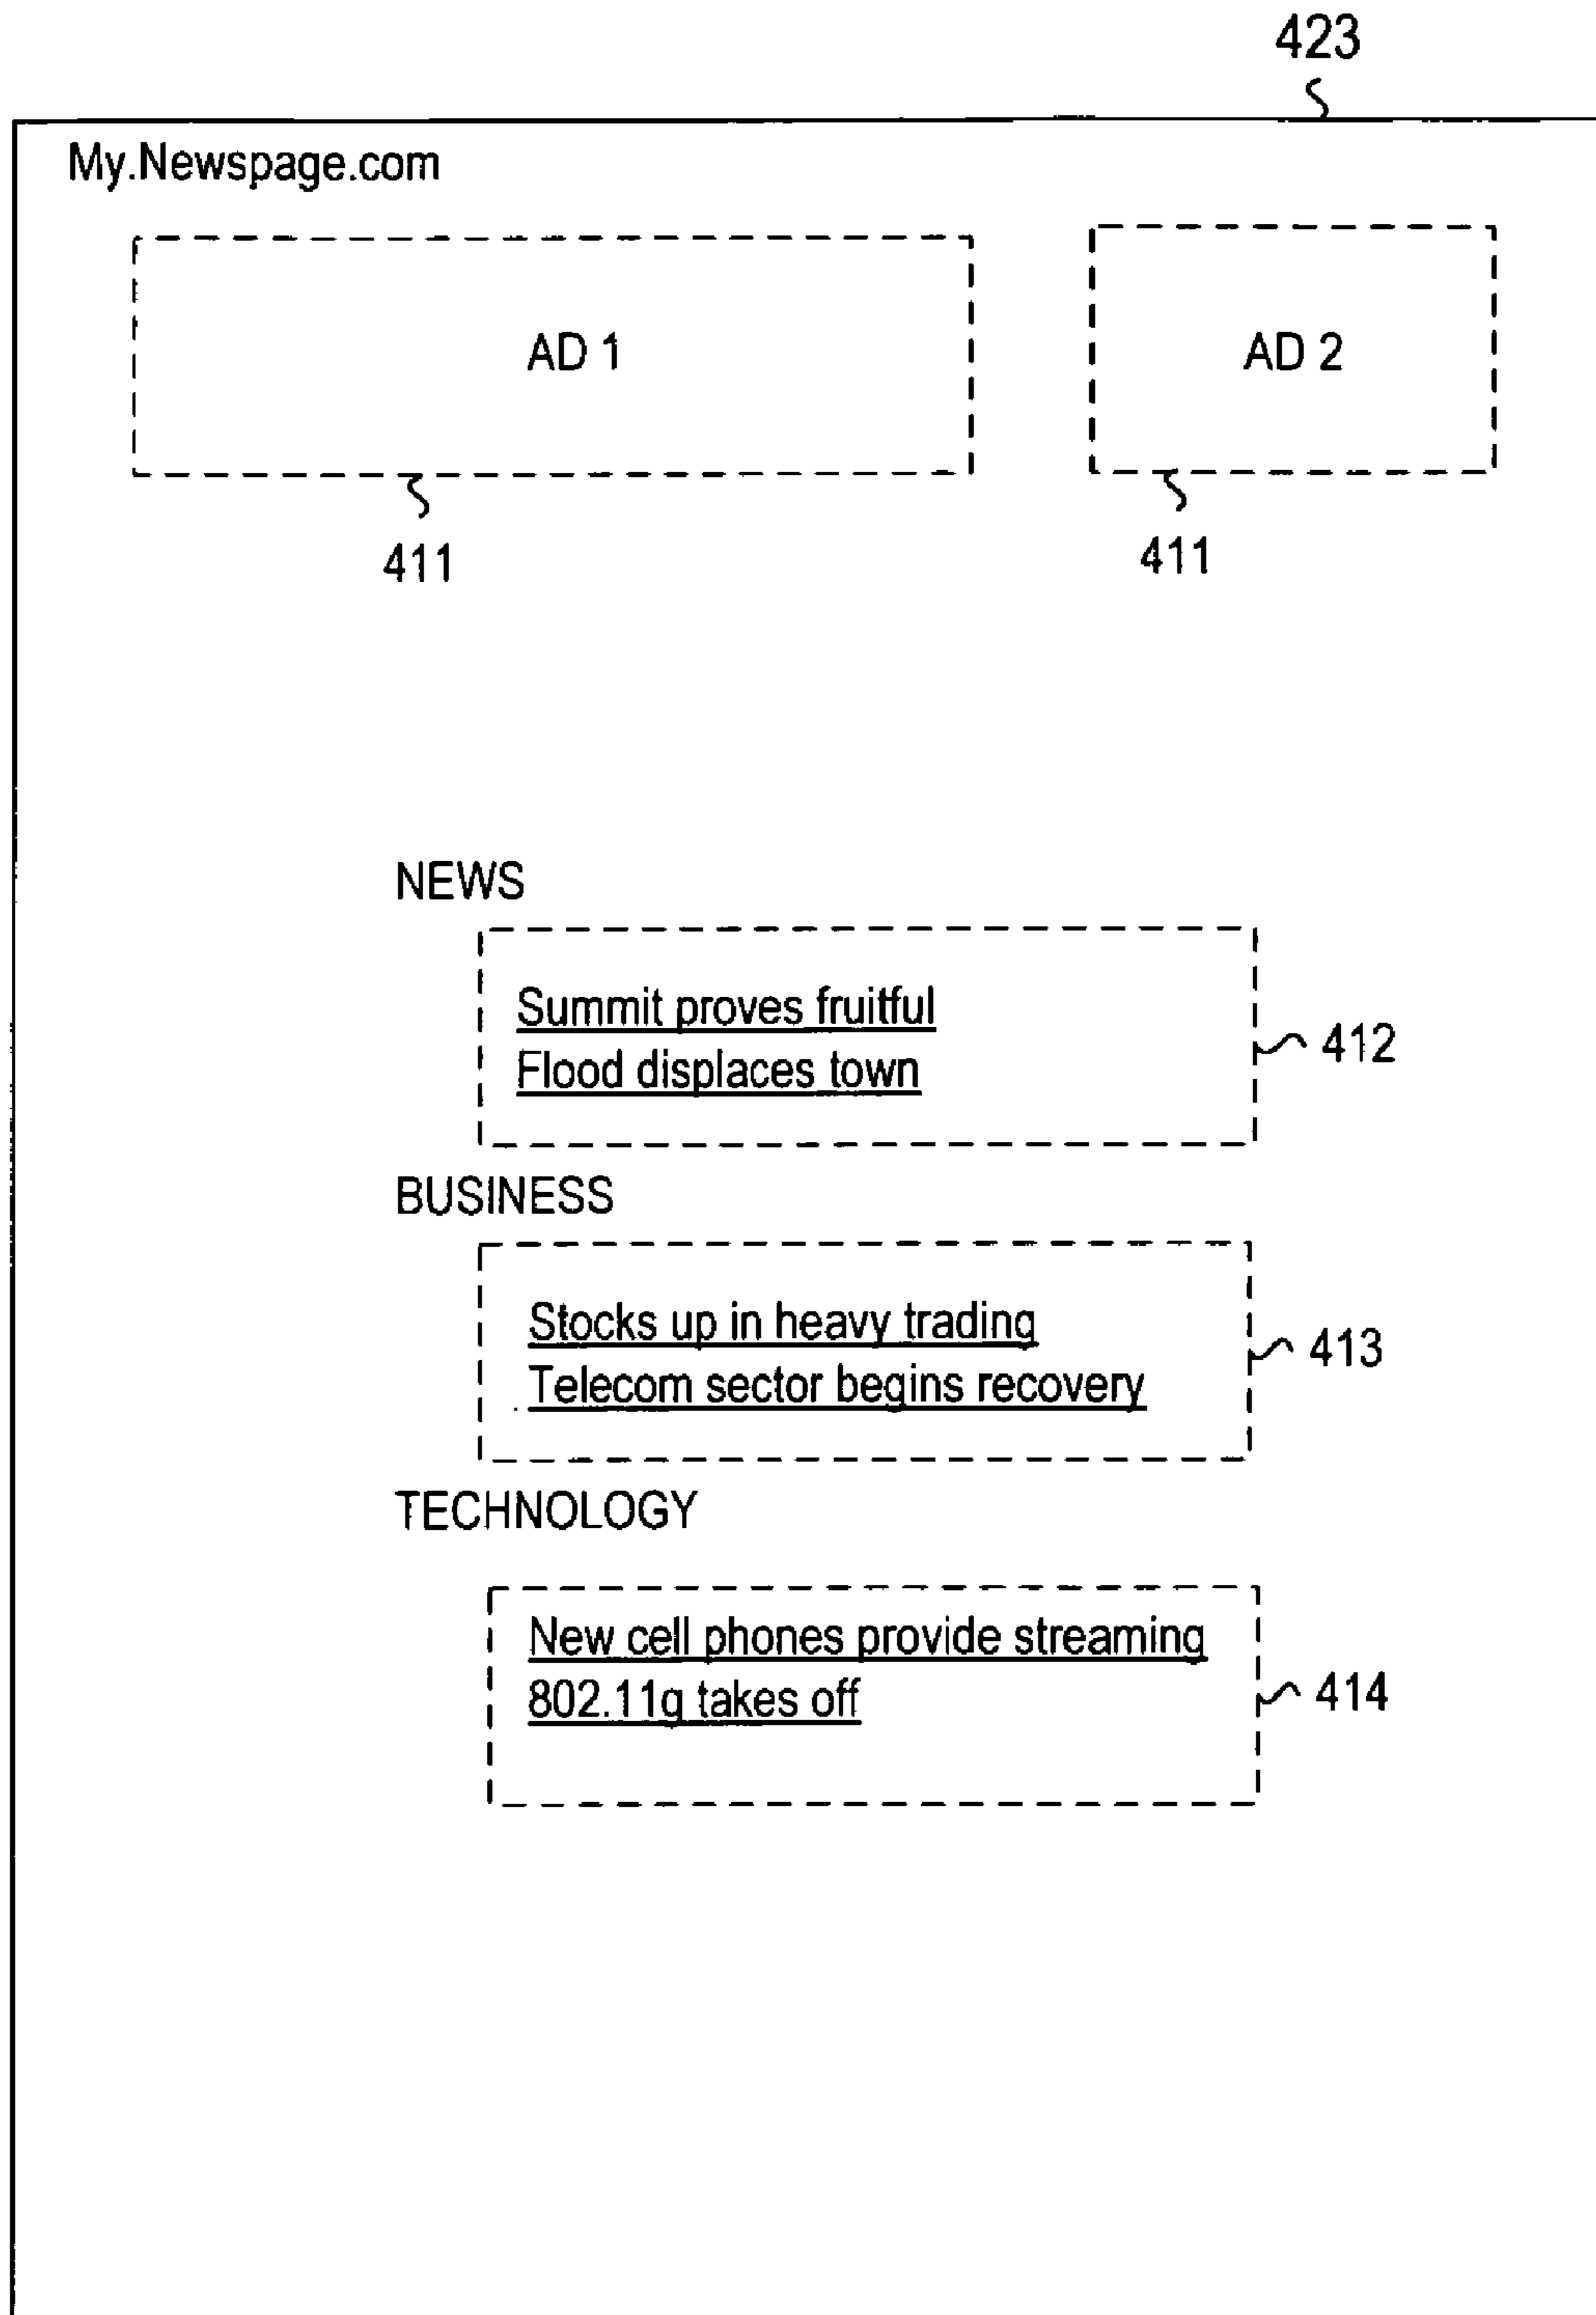 423
My.Newspage.com
AD 1
AD 2
411
411
NEWS
Summit proves fruitful
Flood displaces town
412
BUSINESS
Stocks up in heavy trading
Telecom sector begins recovery
413
TECHNOLOGY
New cell phones provide streaming
802.11g takes off
414